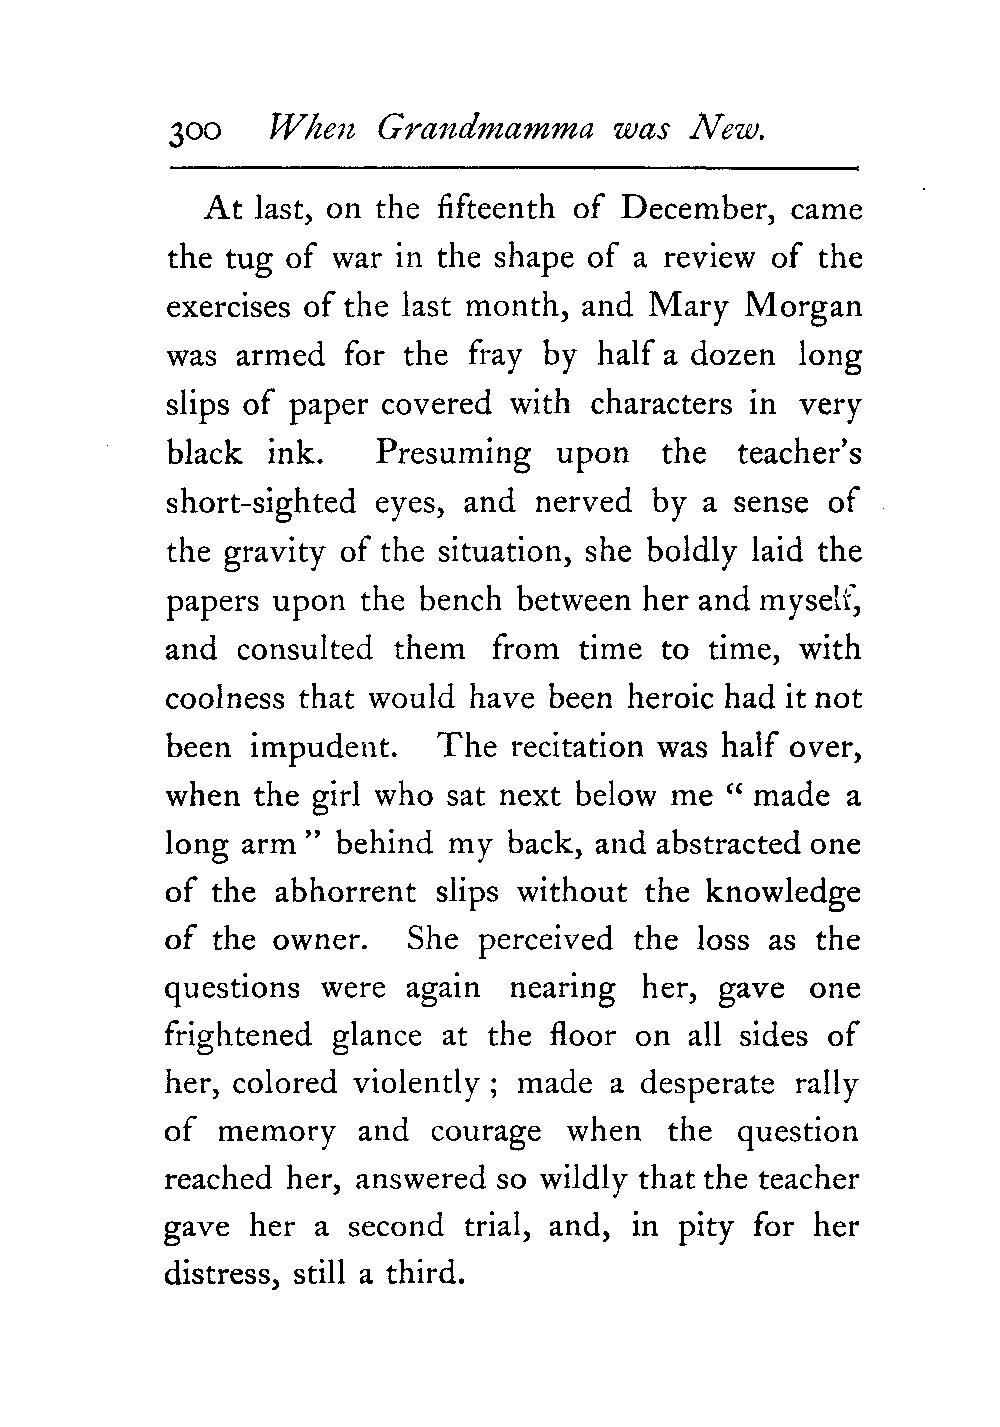 300 When Grandmamma was New.
At last, on the fifteenth of December, came
the tug of war in the shape of a review of the
exercises of the last month, and Mary Morgan
was armed for the fray by half a dozen long
slips of paper covered with characters in very
black ink. Presuming upon the teacher's
short-sighted eyes, and nerved by a sense of
the gravity of the situation, she boldly laid the
papers upon the bench between her and myself,
and consulted them from time to time, with
coolness that would have been heroic had it not
been impudent. The recitation was half over,
when the girl who sat next below me “ made a
long arm ” behind my back, and abstracted one
of the abhorrent slips without the knowledge
of the owner. She perceived the loss as the
questions were again nearing her, gave one
frightened glance at the floor on all sides of
her, colored violently ; made a desperate rally
of memory and courage when the question
reached her, answered so wildly that the teacher
gave her a second trial, and, in pity for her
distress, still a third.